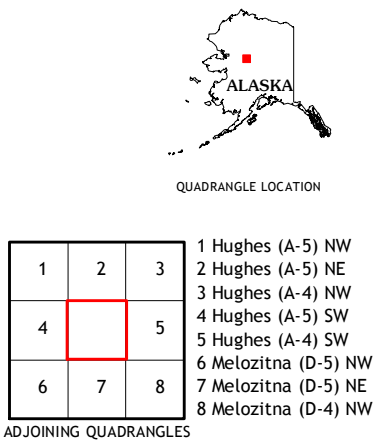 ALASKA
QUADRANGLE LOCATION
1 2 3
4 5
6 7 8
1 Hughes (A-5) NW
2 Hughes (A-5) NE
3 Hughes (A-4) NW
4 Hughes (A-5) SW
5 Hughes (A-4) SW
6 Melozitna (D-5) NW
7 Melozitna (D-5) NE
8 Melozitna (D-4) NW
ADJOINING QUADRANGLES